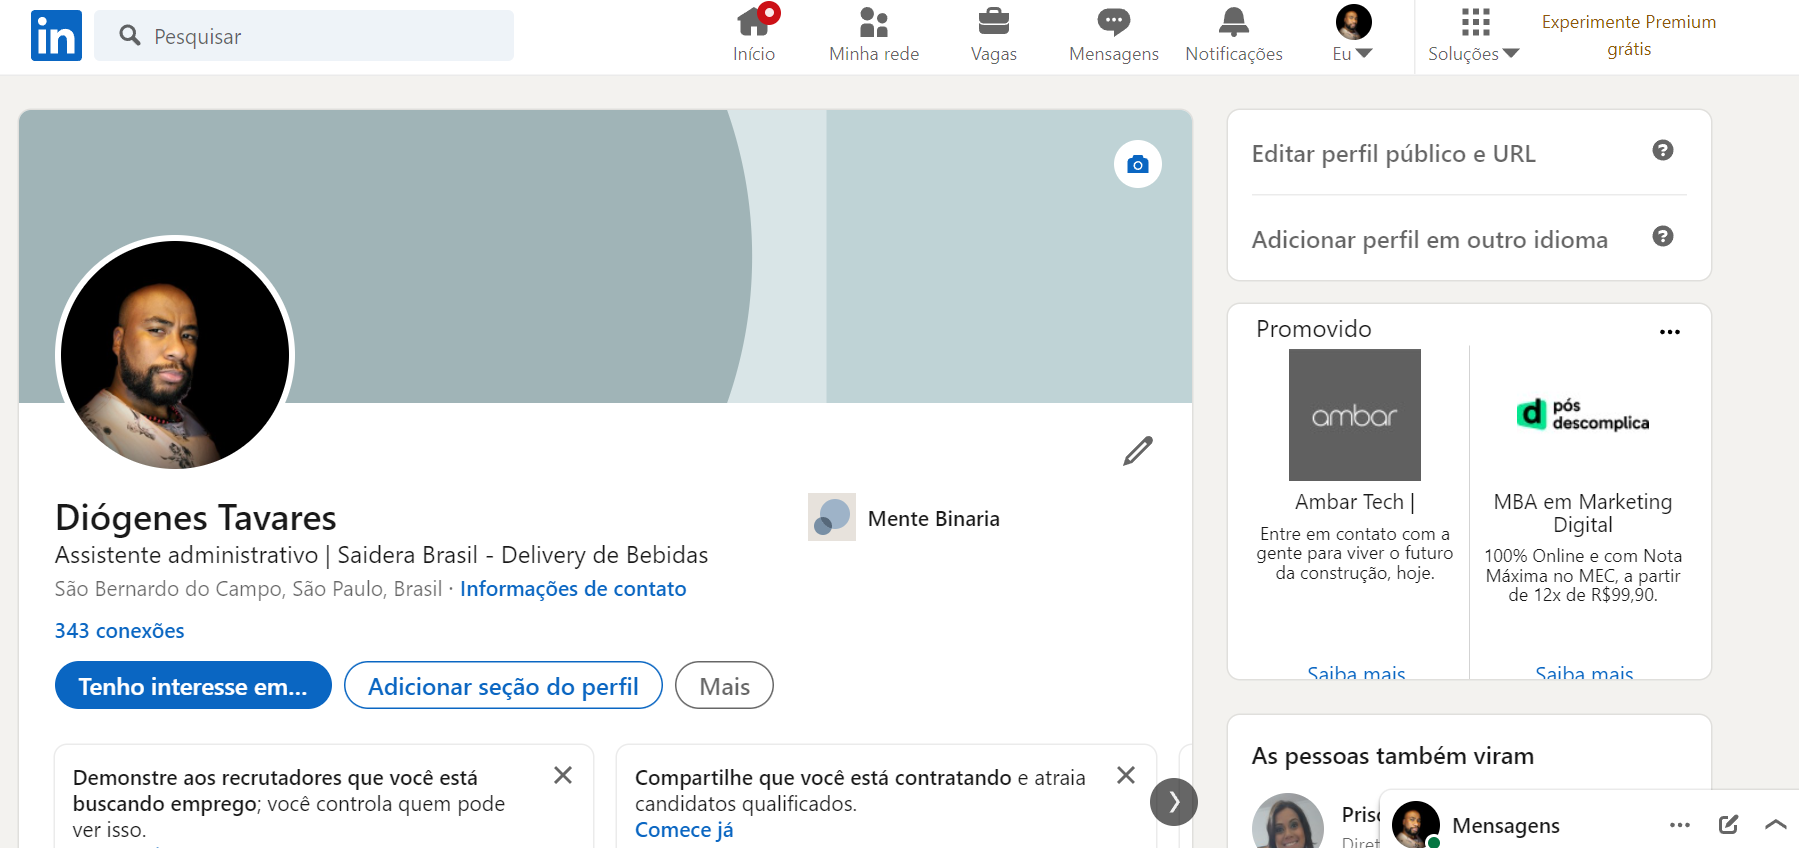 in
Pesquisar
Início
Minha rede
Vagas
Mensagens
Notificações
Eu
Soluções
Experimente Premium
grátis
Diógenes Tavares
Assistente administrativo | Saidera Brasil - Delivery de Bebidas
São Bernardo do Campo, São Paulo, Brasil · Informações de contato
343 conexões
Mente Binaria
Tenho interesse em...
Adicionar seção do perfil
Mais
Demonstre aos recrutadores que você está
buscando emprego; você controla quem pode
ver isso.
Compartilhe que você está contratando e atraia
candidatos qualificados.
Comece já
Editar perfil público e URL
Adicionar perfil em outro idioma
Promovido
ambar
Ambar Tech |
Entre em contato com a
gente para viver o futuro
da construção, hoje.
Saiba mais
d pós
descomplica
MBA em Marketing
Digital
100% Online e com Nota
Máxima no MEC, a partir
de 12x de R$99,90.
Saiba mais
As pessoas também viram
Mensagens